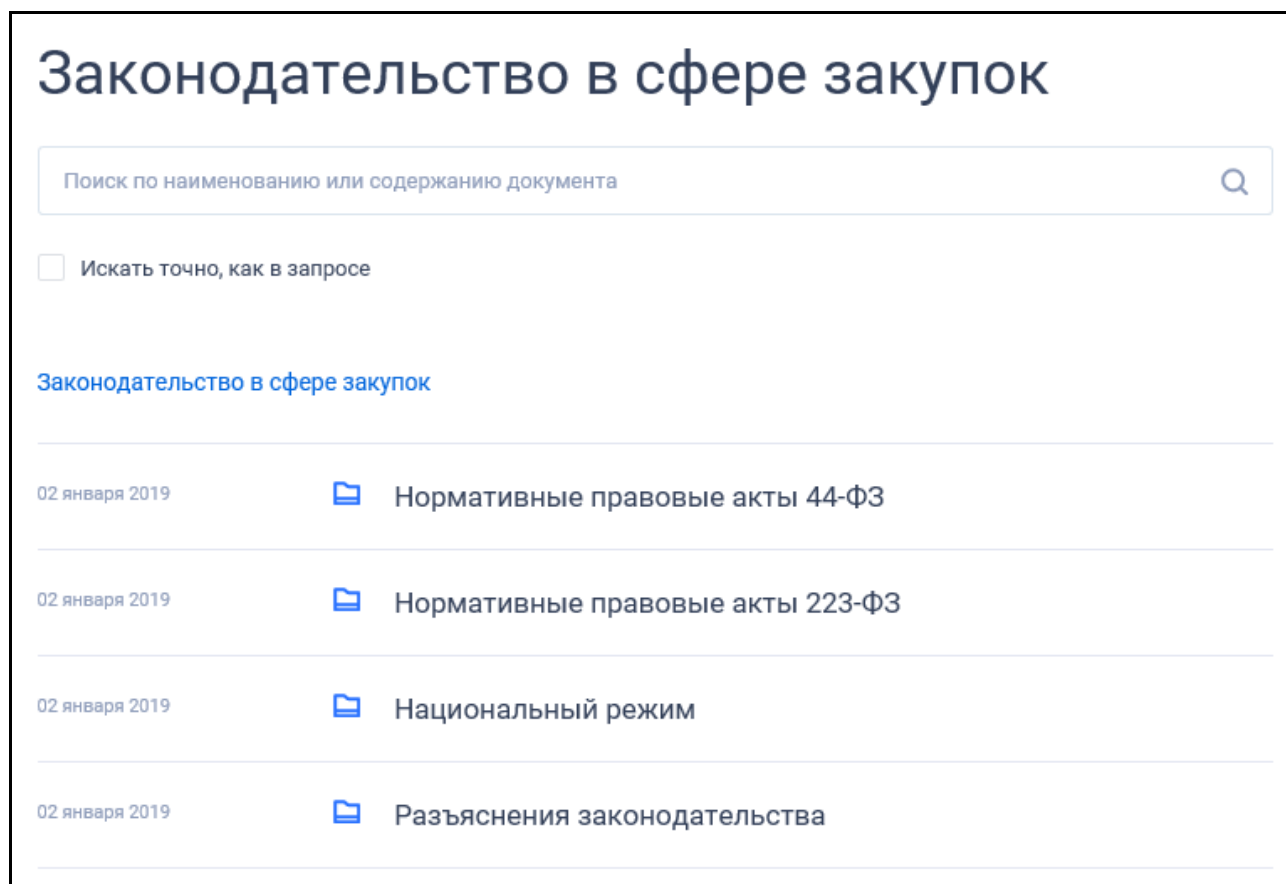 Законодательство в сфере закупок
Поиск по наименованию или содержанию документа
Искать точно, как в запросе
Законодательство в сфере закупок
02 января 2019 Нормативные правовые акты 44-ФЗ
02 января 2019 Нормативные правовые акты 223-ФЗ
02 января 2019 Национальный режим
02 января 2019 Разъяснения законодательства